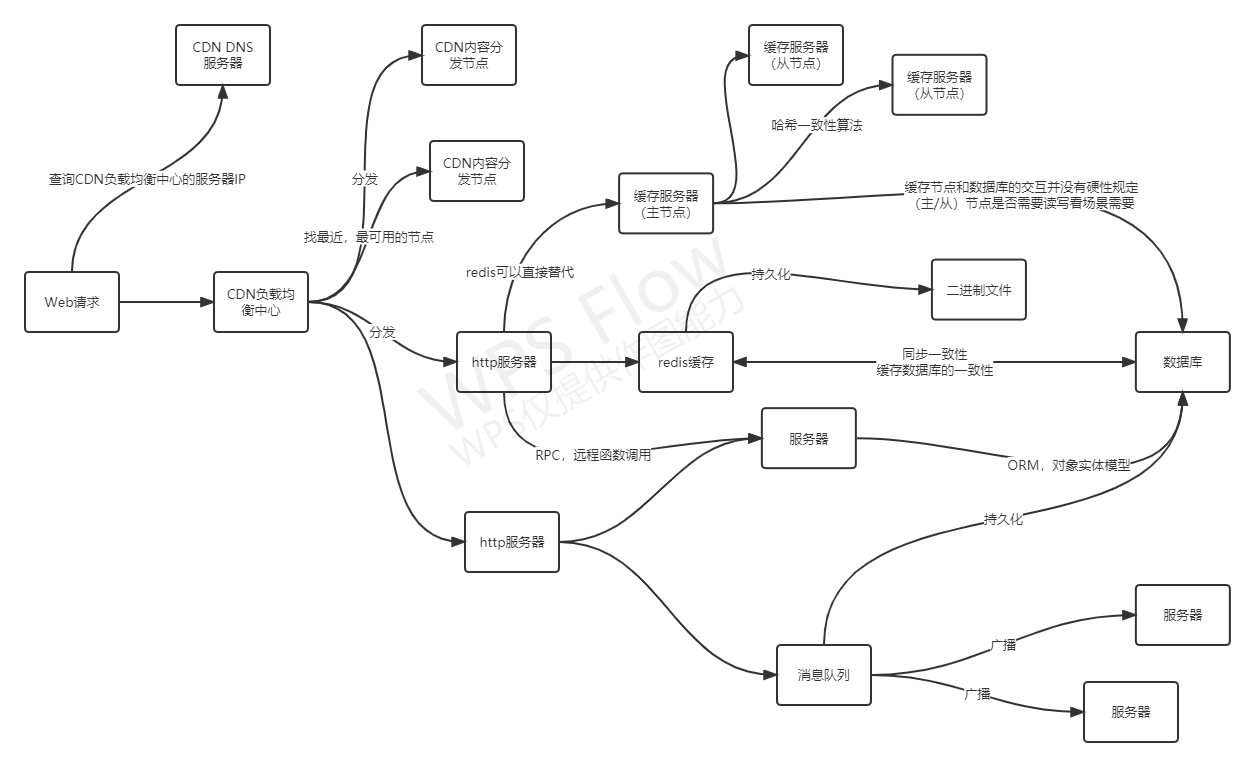 CDN DNS
服务器
CDN内容分
发节点
缓存服务器
（从节点）
缓存服务器
（从节点）
哈希一致性算法
CDN内容分
发节点
查询CDN负载均衡中心的服务器IP
分发
缓存服务器
（主节点）
缓存节点和数据库的交互并没有硬性规定
（主/从）节点是否需要读写看场景需要
找最近，最可用的节点
redis可以直接替代
持久化
二进制文件
Web请求
CDN负载均
衡中心
分发
http服务器
redis缓存
同步一致性
缓存数据库的一致性
数据库
WPS Flow
WPS仅提供作图能力
RPC，远程函数调用
服务器
ORM，对象实体模型
http服务器
持久化
消息队列
广播
服务器
广播
服务器